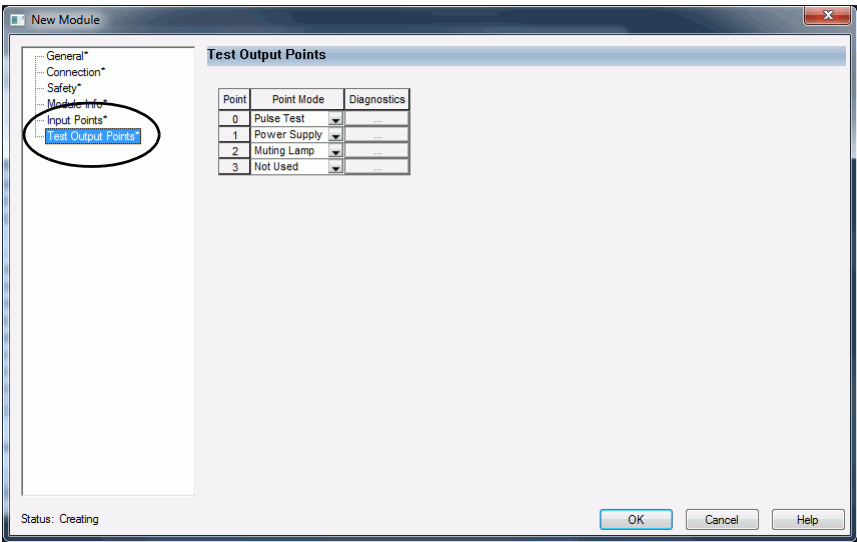 New Module
General*
Connection*
Safety*
Module Info*
Input Points*
Test Output Points*
Test Output Points
Point Point Mode Diagnostics
0 Pulse Test ...
1 Power Supply ...
2 Muting Lamp ...
3 Not Used ...
Status: Creating
OK Cancel Help